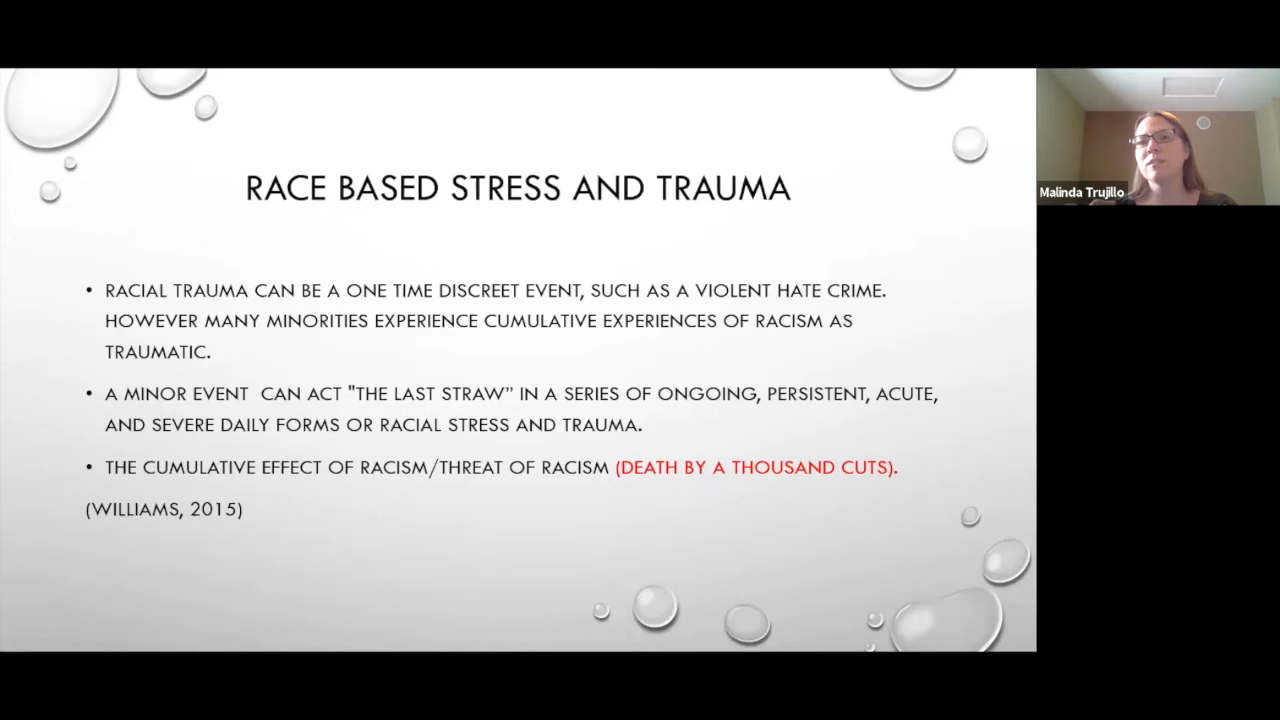 RACE BASED STRESS AND TRAUMA
• RACIAL TRAUMA CAN BE A ONE TIME DISCREET EVENT, SUCH AS A VIOLENT HATE CRIME.
HOWEVER MANY MINORITIES EXPERIENCE CUMULATIVE EXPERIENCES OF RACISM AS
TRAUMATIC.
• A MINOR EVENT  CAN ACT "THE LAST STRAW” IN A SERIES OF ONGOING, PERSISTENT, ACUTE,
AND SEVERE DAILY FORMS OR RACIAL STRESS AND TRAUMA.
• THE CUMULATIVE EFFECT OF RACISM/THREAT OF RACISM (DEATH BY A THOUSAND CUTS).
(WILLIAMS, 2015)
Malinda Trujillo